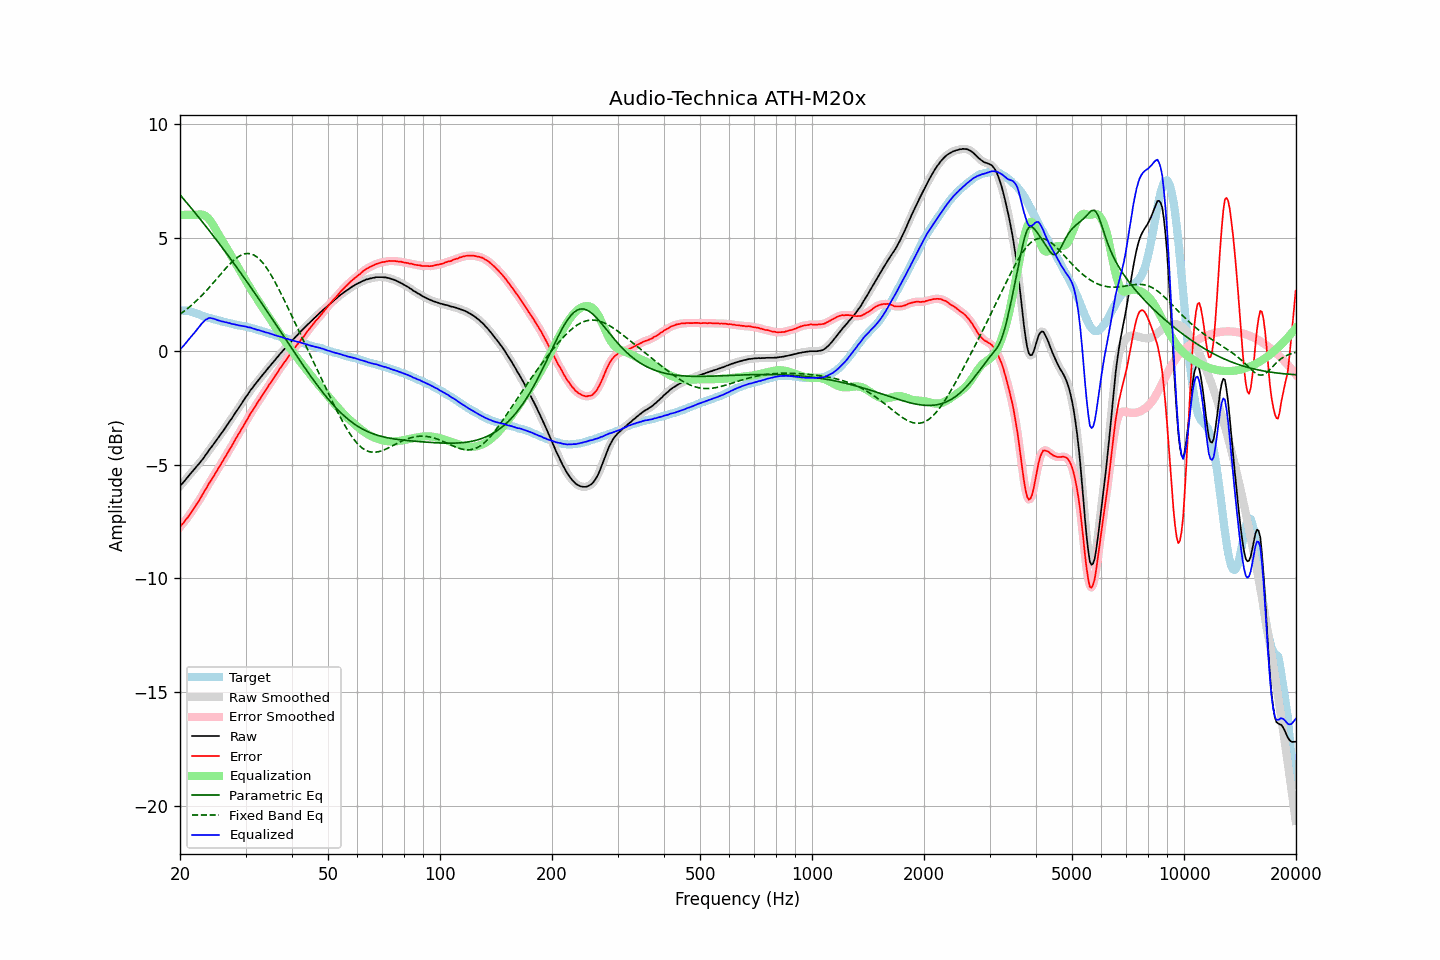 Audio-Technica ATH-M20x
10
5
0
−5
−10
−15
−20
Amplitude (dBr)
Target
Raw Smoothed
Error Smoothed
Raw
Error
Equalization
Parametric Eq
Fixed Band Eq
Equalized
20 50 100 200 500 1000 2000 5000 10000 20000
Frequency (Hz)